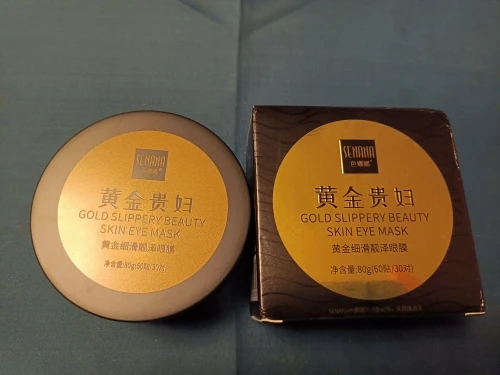 SENANA
黄金贵妇
GOLD SLIPPERY BEAUTY
SKIN EYE MASK
黄金细滑靓泽眼膜
净含量:80g(60贴/30对)
SENANA
色娜娜
黄金贵妇
GOLD SLIPPERY BEAUTY
SKIN EYE MASK
黄金细滑靓泽眼膜
净含量:80g(60贴/30对)